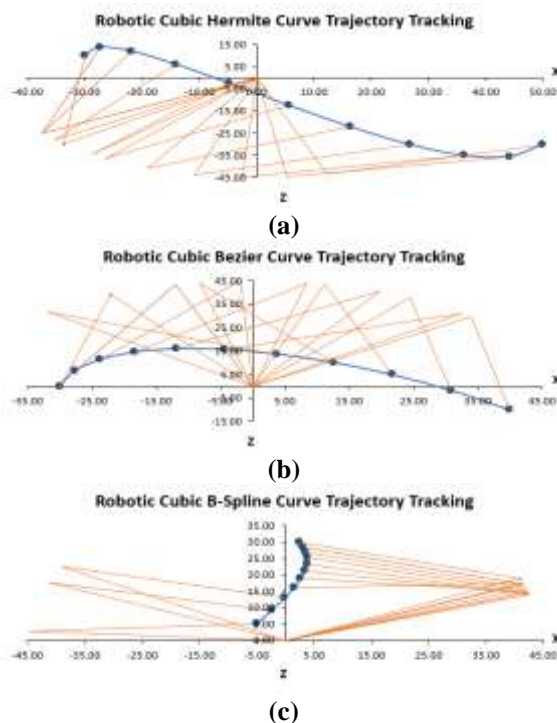 Robotic Cubic Hermite Curve Trajectory Tracking
15.00
5.00
X
-40.00 -30.00 -20.00 -10.00 0.00 10.00 20.00 30.00 40.00 50.00
-15.00
-25.00
-35.00
-45.00
Z
(a)
Robotic Cubic Bezier Curve Trajectory Tracking
45.00
35.00
25.00
15.00
5.00
X
-35.00 -25.00 -15.00 -5.00 5.00 15.00 25.00 35.00 45.00
-15.00
Z
(b)
Robotic Cubic B-Spline Curve Trajectory Tracking
35.00
30.00
25.00
20.00
15.00
10.00
5.00
0.00
X
-45.00 -35.00 -25.00 -15.00 -5.00 5.00 15.00 25.00 35.00 45.00
Z
(c)